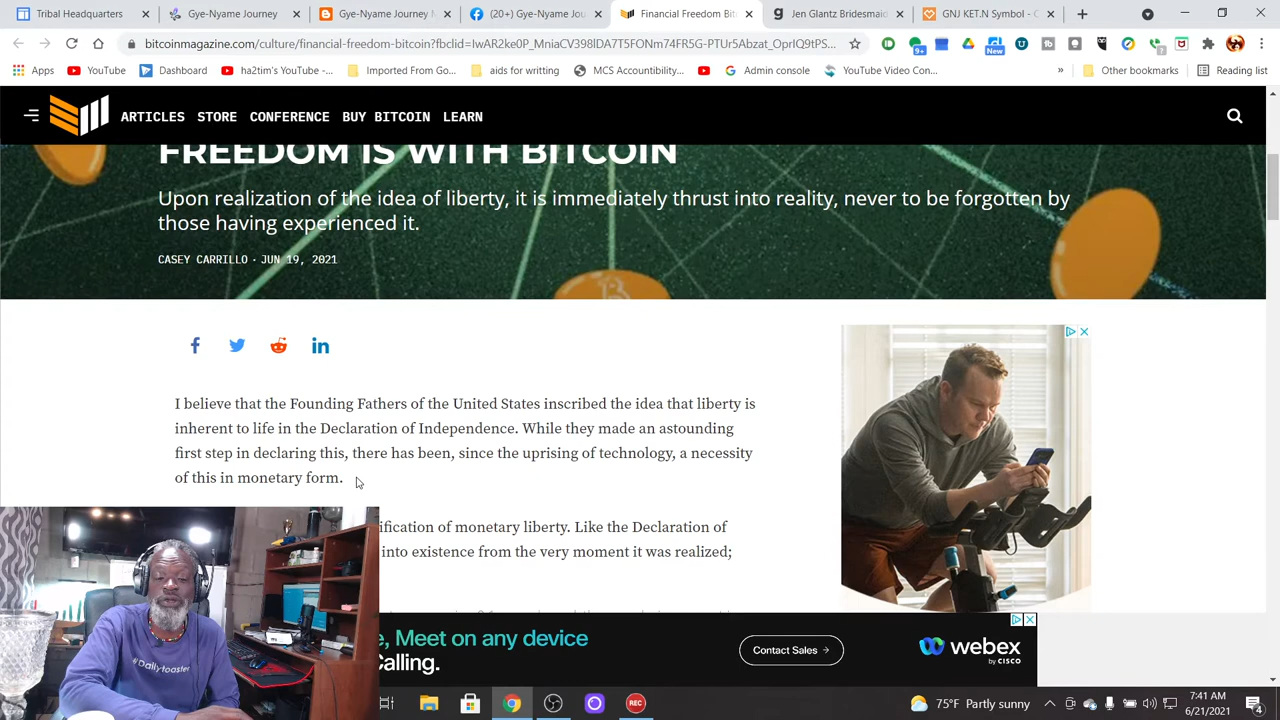 Tribal Headquarters
Gye-Nyame Journey
Gye-Nyame Journey N
(20+) Gye-Nyame Jou
Financial Freedom Bit
Jen Glantz Bridesmaid
GNJ KET.N Symbol - C
bitcoinmagazine.com/cu
Apps
YouTube
Dashboard
ha2tim's YouTube -...
Imported From Go...
aids for writting
MCS Accountibility...
Admin console
YouTube Video Con...
»
Other bookmarks
Reading list
9+
New
ARTICLES STORE CONFERENCE BUY BITCOIN LEARN
FREEDOM IS WITH BITCOIN
Upon realization of the idea of liberty, it is immediately thrust into reality, never to be forgotten by
those having experienced it.
CASEY CARRILLO · JUN 19, 2021
I believe that the Founding Fathers of the United States inscribed the idea that liberty is
inherent to life in the Declaration of Independence. While they made an astounding
first step in declaring this, there has been, since the uprising of technology, a necessity
of this in monetary form.
ification of monetary liberty. Like the Declaration of
into existence from the very moment it was realized;
#Dallytoaster
e, Meet on any device
Calling.
Contact Sales →
webex
by CISCO
REC
75°F Partly sunny
7:41 AM
6/21/2021
4